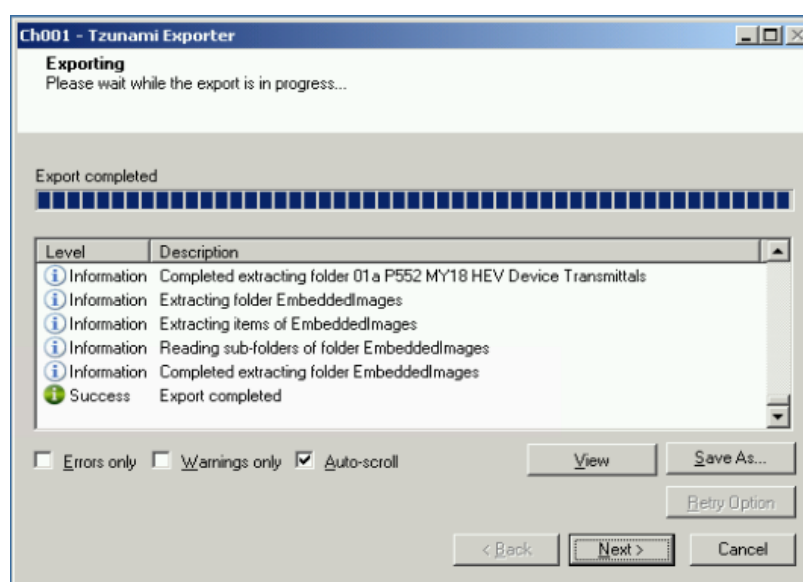 Ch001 - Tzunami Exporter
Exporting
Please wait while the export is in progress...
Export completed
Level Description
Information Completed extracting folder 01a P552 MY18 HEV Device Transmittals
Information Extracting folder EmbeddedImages
Information Extracting items of EmbeddedImages
Information Reading sub-folders of folder EmbeddedImages
Information Completed extracting folder EmbeddedImages
Success Export completed
Errors only Warnings only Auto-scroll View Save As...
Retry Option
< Back Next > Cancel